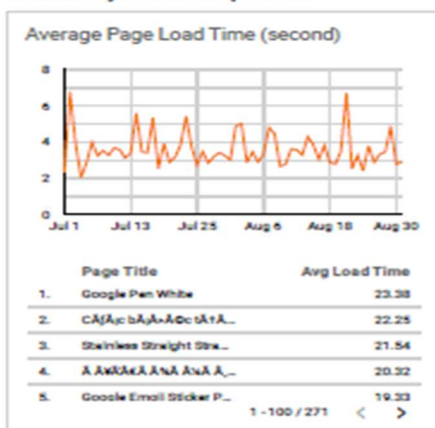 Average Page Load Time (second)
8
6
4
2
0
Jul 1 Jul 13 Jul 25 Aug 6 Aug 18 Aug 30
Page Title Avg Load Time
1. Google Pen White 23.38
2. 22.25
3. Stainless Straight Stra... 21.54
4. 20.32
5. Google Email Sticker P... 19.33
1 - 100 / 271 < >